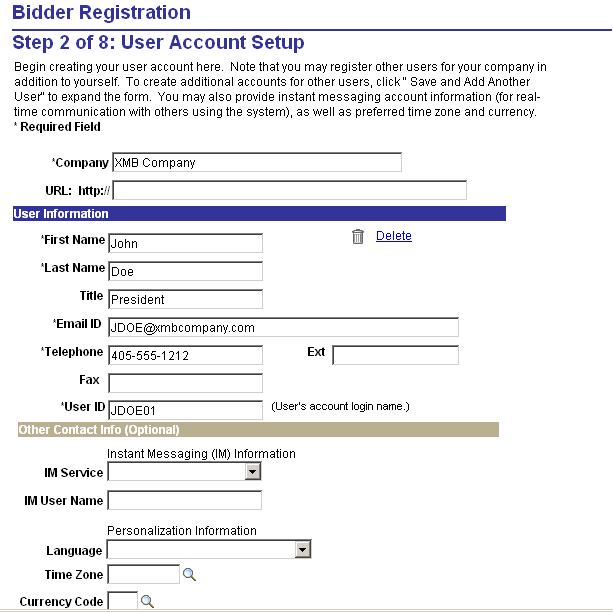 Bidder Registration
Step 2 of 8: User Account Setup
Begin creating your user account here. Note that you may register other users for your company in
addition to yourself. To create additional accounts for other users, click " Save and Add Another
User" to expand the form. You may also provide instant messaging account information (for real-
time communication with others using the system), as well as preferred time zone and currency.
* Required Field
*Company XMB Company
URL: http://
User Information
*First Name John Delete
*Last Name Doe
Title President
*Email ID JDOE@xmbcompany.com
*Telephone 405-555-1212 Ext
Fax
*User ID JDOE01 (User's account login name.)
Other Contact Info (Optional)
Instant Messaging (IM) Information
IM Service
IM User Name
Personalization Information
Language
Time Zone
Currency Code